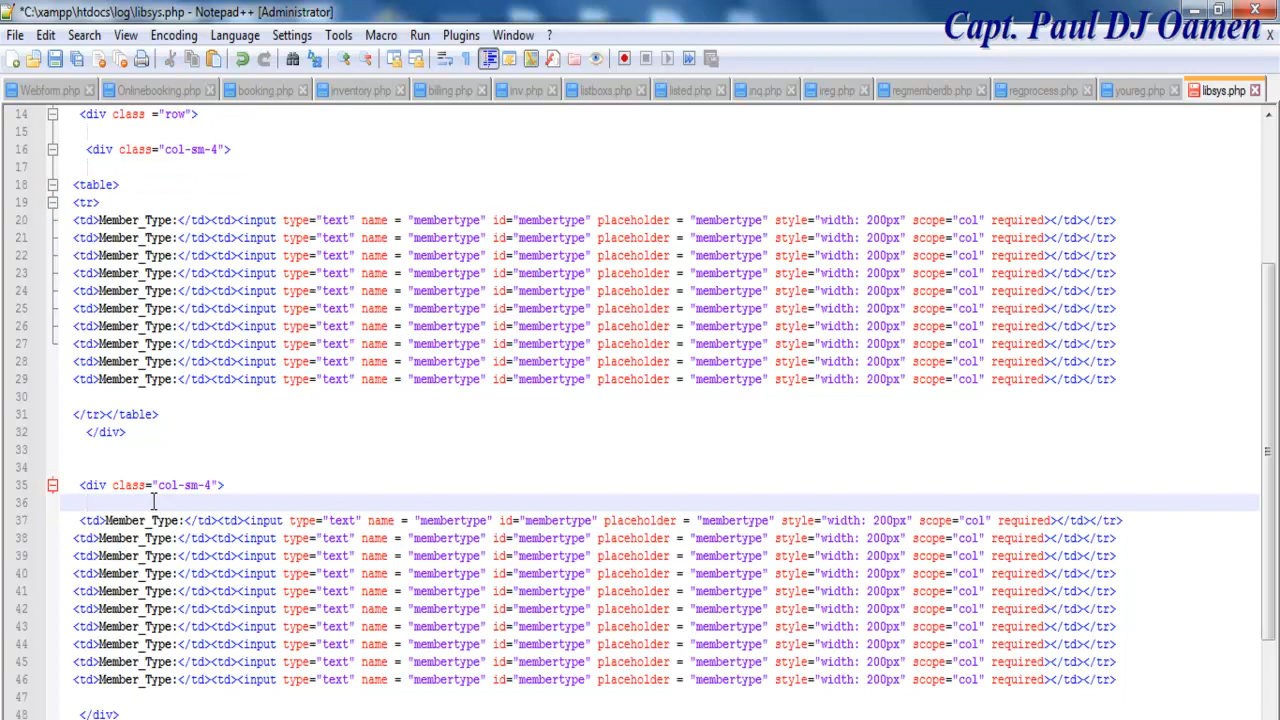 *C:\xampp\htdocs\log\libsys.php - Notepad++ [Administrator]
Capt. Paul DJ Oamen
File Edit Search View Encoding Language Settings Tools Macro Run Plugins Window ? X
Webform.php Onlinebooking.php booking.php inventory.php billing.php inv.php listboxs.php listed.php inq.php ireg.php regmemberdb.php regprocess.php youreg.php libsys.php
14 <div class ="row">
15
16 <div class="col-sm-4">
17
18 <table>
19 <tr>
20 <td>Member_Type:</td><td><input type="text" name = "membertype" id="membertype" placeholder = "membertype" style="width: 200px" scope="col" required></td></tr>
21 <td>Member_Type:</td><td><input type="text" name = "membertype" id="membertype" placeholder = "membertype" style="width: 200px" scope="col" required></td></tr>
22 <td>Member_Type:</td><td><input type="text" name = "membertype" id="membertype" placeholder = "membertype" style="width: 200px" scope="col" required></td></tr>
23 <td>Member_Type:</td><td><input type="text" name = "membertype" id="membertype" placeholder = "membertype" style="width: 200px" scope="col" required></td></tr>
24 <td>Member_Type:</td><td><input type="text" name = "membertype" id="membertype" placeholder = "membertype" style="width: 200px" scope="col" required></td></tr>
25 <td>Member_Type:</td><td><input type="text" name = "membertype" id="membertype" placeholder = "membertype" style="width: 200px" scope="col" required></td></tr>
26 <td>Member_Type:</td><td><input type="text" name = "membertype" id="membertype" placeholder = "membertype" style="width: 200px" scope="col" required></td></tr>
27 <td>Member_Type:</td><td><input type="text" name = "membertype" id="membertype" placeholder = "membertype" style="width: 200px" scope="col" required></td></tr>
28 <td>Member_Type:</td><td><input type="text" name = "membertype" id="membertype" placeholder = "membertype" style="width: 200px" scope="col" required></td></tr>
29 <td>Member_Type:</td><td><input type="text" name = "membertype" id="membertype" placeholder = "membertype" style="width: 200px" scope="col" required></td></tr>
30
31 </tr></table>
32 </div>
33
34
35 <div class="col-sm-4">
36
37 <td>Member_Type:</td><td><input type="text" name = "membertype" id="membertype" placeholder = "membertype" style="width: 200px" scope="col" required></td></tr>
38 <td>Member_Type:</td><td><input type="text" name = "membertype" id="membertype" placeholder = "membertype" style="width: 200px" scope="col" required></td></tr>
39 <td>Member_Type:</td><td><input type="text" name = "membertype" id="membertype" placeholder = "membertype" style="width: 200px" scope="col" required></td></tr>
40 <td>Member_Type:</td><td><input type="text" name = "membertype" id="membertype" placeholder = "membertype" style="width: 200px" scope="col" required></td></tr>
41 <td>Member_Type:</td><td><input type="text" name = "membertype" id="membertype" placeholder = "membertype" style="width: 200px" scope="col" required></td></tr>
42 <td>Member_Type:</td><td><input type="text" name = "membertype" id="membertype" placeholder = "membertype" style="width: 200px" scope="col" required></td></tr>
43 <td>Member_Type:</td><td><input type="text" name = "membertype" id="membertype" placeholder = "membertype" style="width: 200px" scope="col" required></td></tr>
44 <td>Member_Type:</td><td><input type="text" name = "membertype" id="membertype" placeholder = "membertype" style="width: 200px" scope="col" required></td></tr>
45 <td>Member_Type:</td><td><input type="text" name = "membertype" id="membertype" placeholder = "membertype" style="width: 200px" scope="col" required></td></tr>
46 <td>Member_Type:</td><td><input type="text" name = "membertype" id="membertype" placeholder = "membertype" style="width: 200px" scope="col" required></td></tr>
47
48 </div>